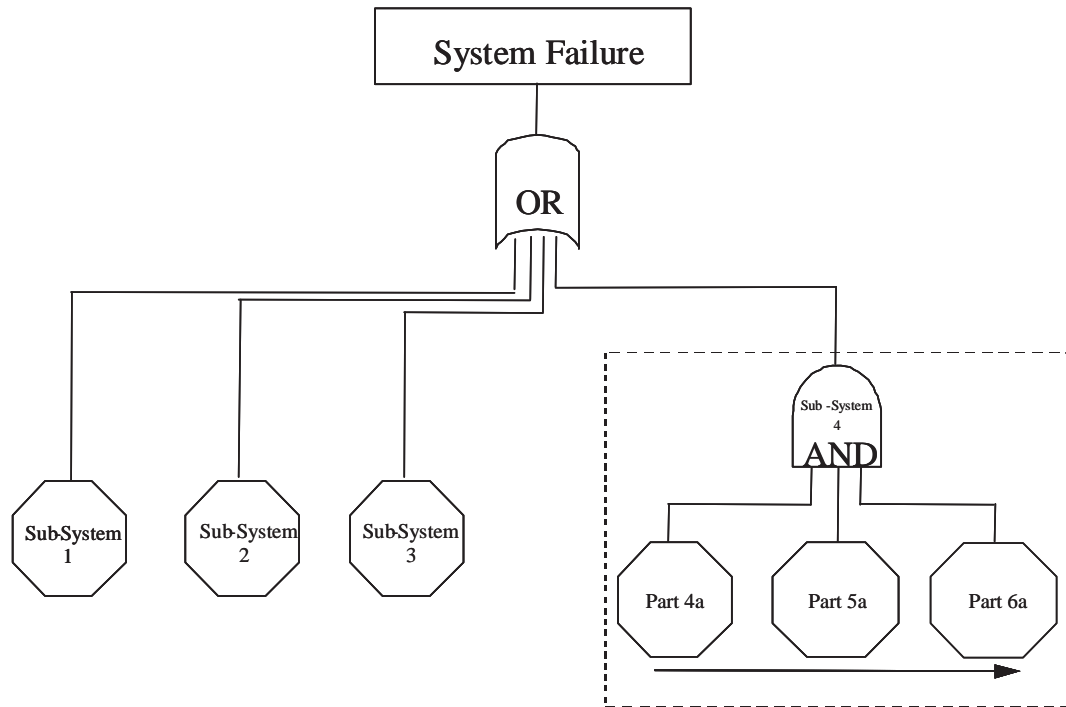 System Failure
OR
Sub -System
4
AND
Sub-System
1
Sub-System
2
Sub-System
3
Part 4a
Part 5a
Part 6a